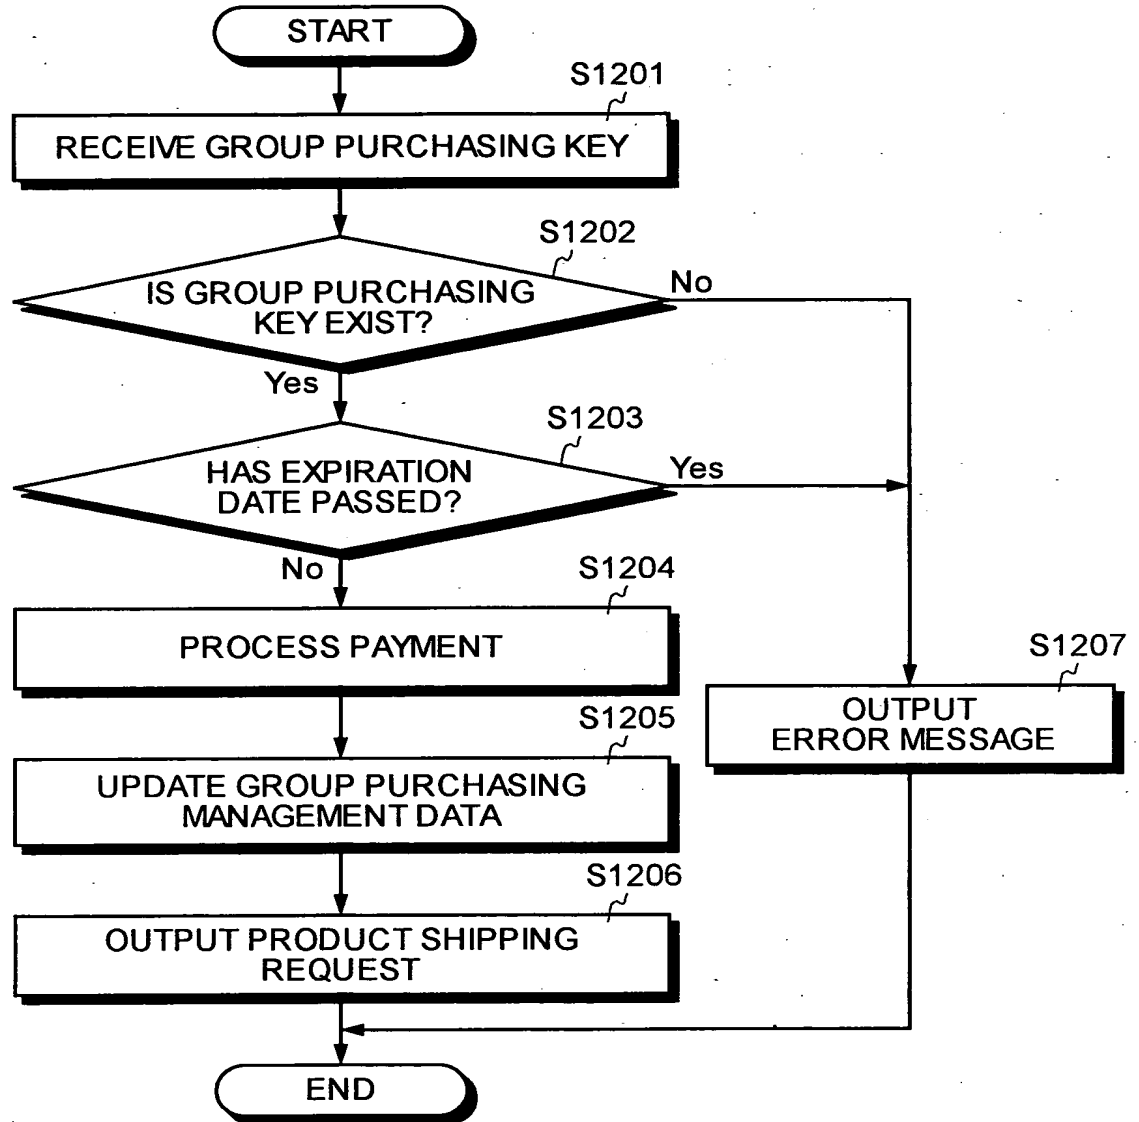 START
S1201
RECEIVE GROUP PURCHASING KEY
S1202
IS GROUP PURCHASING
KEY EXIST?
No
Yes
S1203
HAS EXPIRATION
DATE PASSED?
Yes
No
S1204
PROCESS PAYMENT
S1207
OUTPUT
ERROR MESSAGE
S1205
UPDATE GROUP PURCHASING
MANAGEMENT DATA
S1206
OUTPUT PRODUCT SHIPPING
REQUEST
END